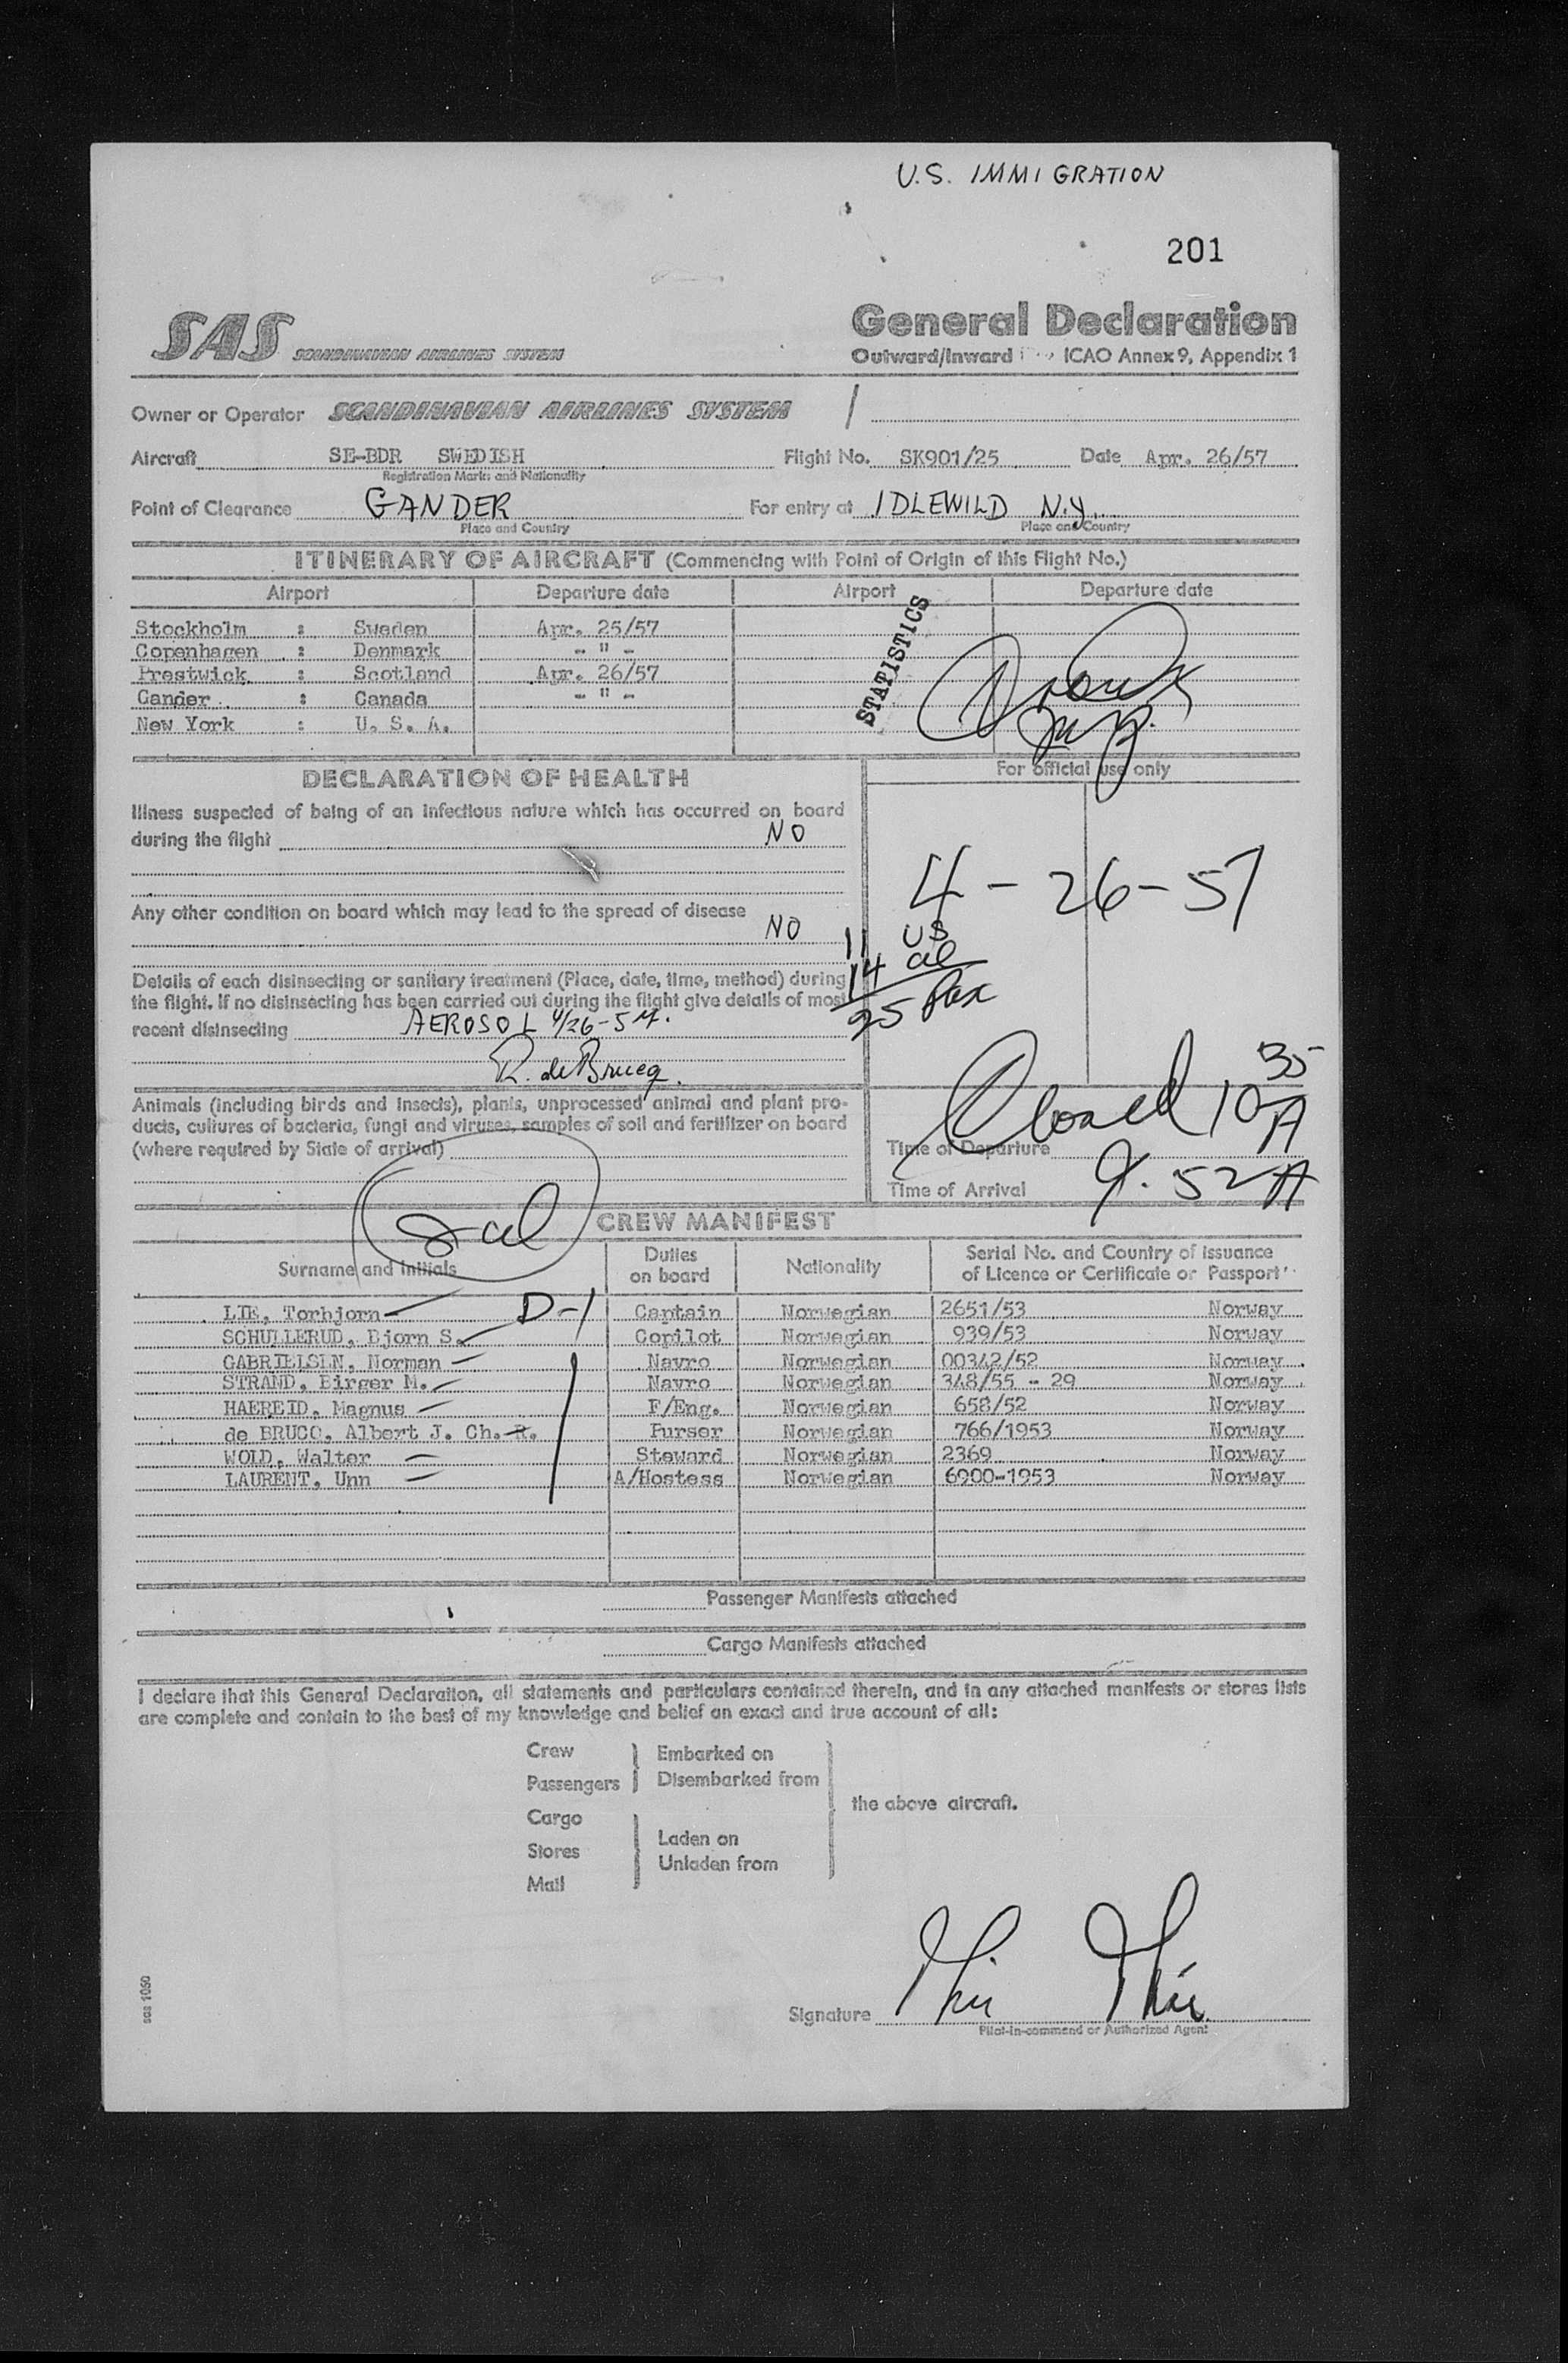 U.S. IMMIGRATION
201
SAS SCANDINAVIAN AIRLINES SYSTEM
General Declaration
Outward/Inward ICAO Annex 9, Appendix 1
Owner or Operator SCANDINAVIAN AIRLINES SYSTEM
Aircraft SE-BDR SWEDISH Flight No. SK901/25 Date Apr. 26/57
Registration Marks and Nationality
Point of Clearance GANDER For entry at IDLEWILD N.Y.
Place and Country Place and Country
ITINERARY OF AIRCRAFT (Commencing with Point of Origin of this Flight No.)
Airport Departure date Airport Departure date
Stockholm : Sweden Apr. 25/57
Copenhagen : Denmark - " -
Prestwick : Scotland Apr. 26/57
Gander : Canada - " -
New York : U. S. A.
STATISTICS
DECLARATION OF HEALTH
For official use only
Illness suspected of being of an infectious nature which has occurred on board
during the flight NO
4-26-57
Any other condition on board which may lead to the spread of disease
NO
11 US
14 al
25 Pax
Details of each disinsecting or sanitary treatment (Place, date, time, method) during
the flight. If no disinsecting has been carried out during the flight give details of most
recent disinsecting AEROSOL 4/26-57.
R. de Brucq.
Animals (including birds and insects), plants, unprocessed animal and plant pro-
ducts, cultures of bacteria, fungi and viruses, samples of soil and fertilizer on board
(where required by State of arrival)
Closed 10 35 A
Time of Departure
Time of Arrival 9.52 A
CREW MANIFEST
Surname and initials Duties on board Nationality Serial No. and Country of issuance of Licence or Certificate or Passport
LIE, Torbjorn D-1 Captain Norwegian 2651/53 Norway
SCHULLERUD, Bjorn S. Copilot Norwegian 939/53 Norway
GABRIELSEN, Norman Navro Norwegian 00342/52 Norway
STRAND, Birger M. Navro Norwegian 348/55 - 29 Norway
HAEREID, Magnus F/Eng. Norwegian 658/52 Norway
de BRUCQ, Albert J. Ch. R. Purser Norwegian 766/1953 Norway
WOLD, Walter Steward Norwegian 2369 Norway
LAURENT, Unn A/Hostess Norwegian 6900-1953 Norway
Passenger Manifests attached
Cargo Manifests attached
I declare that this General Declaration, all statements and particulars contained therein, and in any attached manifests or stores lists
are complete and contain to the best of my knowledge and belief an exact and true account of all:
Crew
Passengers
Embarked on
Disembarked from
Cargo
Stores
Mail
Laden on
Unladen from
the above aircraft.
Signature
Pilot-in-command or Authorized Agent
sas 1050